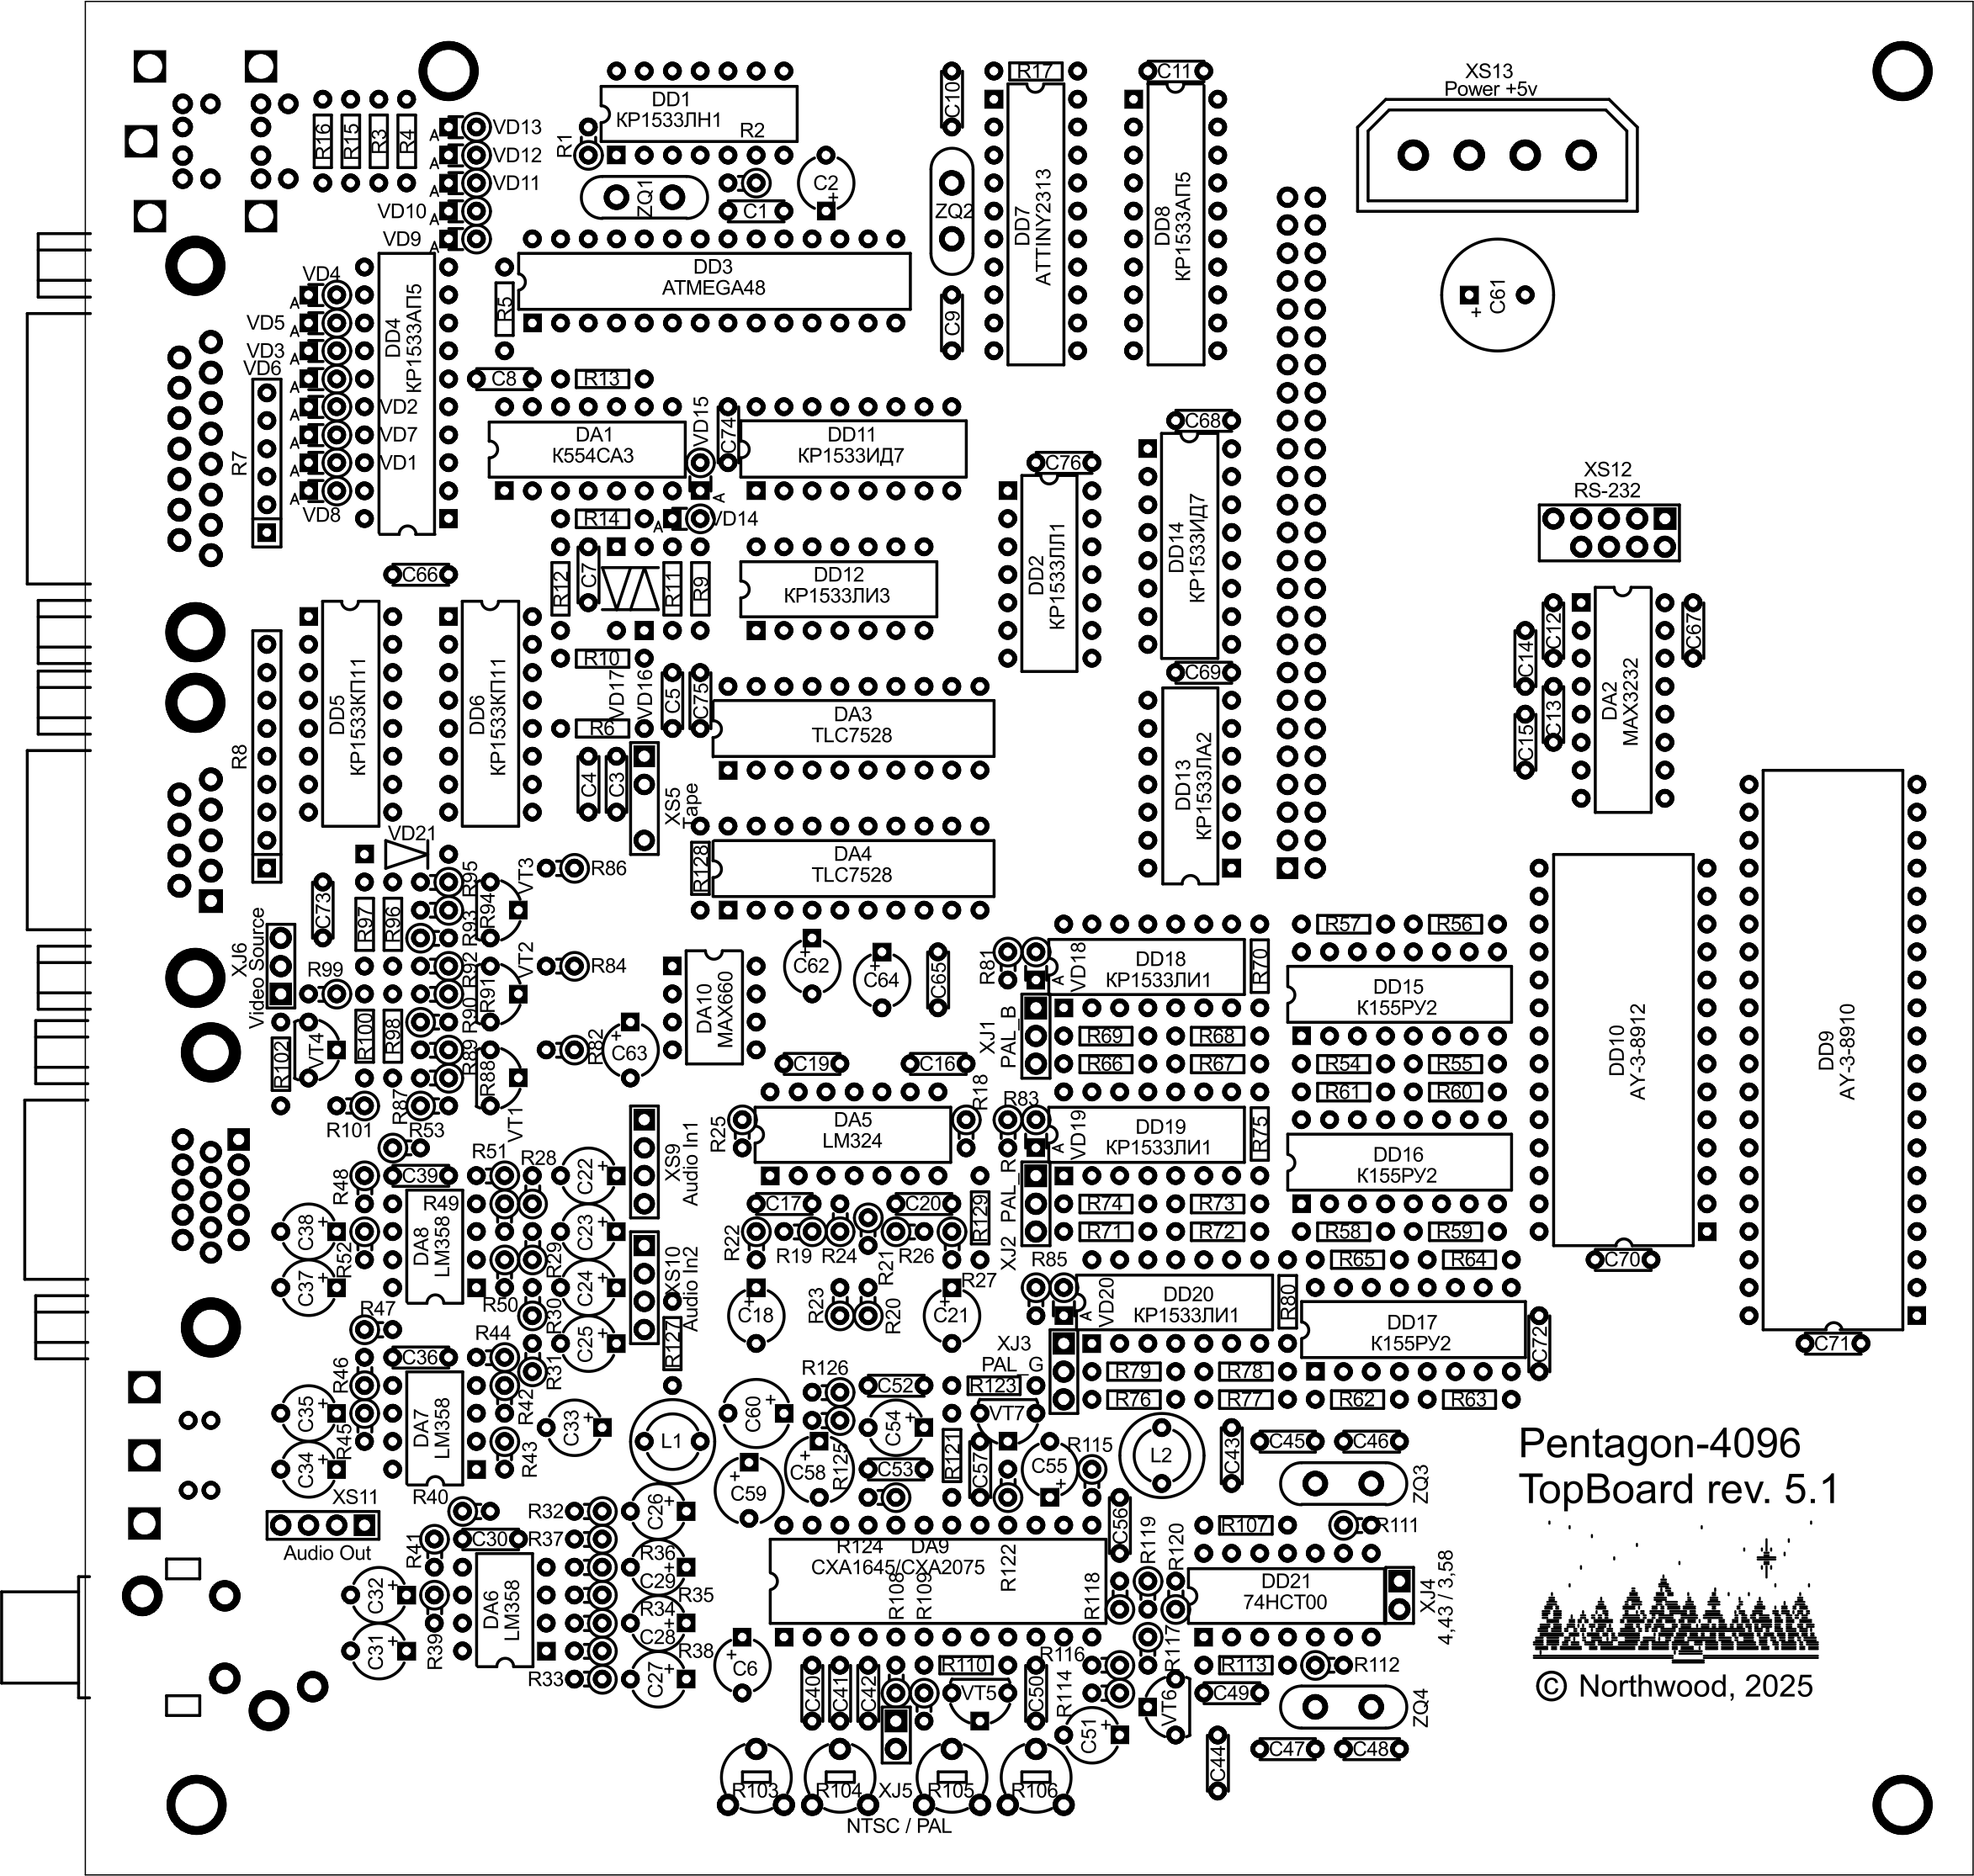 XS13
Power +5v
C10
R17
C11
DD1
КР1533ЛН1
R2
R1
R16
R15
R3
R4
A
VD13
A
VD12
A
VD11
VD10
A
VD9
A
ZQ1
C1
C2
+
ZQ2
DD7
ATTINY2313
DD8
КР1533АП5
DD3
ATMEGA48
R5
C9
C61
+
VD4
A
VD5
A
VD3
A
VD6
A
VD2
A
VD7
A
VD1
A
VD8
A
DD4
КР1533АП5
R7
C8
R13
DA1
К554СА3
VD15
A
C74
DD11
КР1533ИД7
C68
C76
R14
A
VD14
DD2
КР1533ЛЛ1
DD14
КР1533ИД7
XS12
RS-232
C66
R12
C7
R11
R9
DD12
КР1533ЛИ3
R10
C69
C14
C12
C67
C15
C13
DA2
MAX3232
DD5
КР1533КП11
DD6
КР1533КП11
R8
VD17
VD16
C5
C75
R6
DA3
TLC7528
C4
C3
XS5
Tape
DD13
КР1533ЛА2
VD21
R128
DA4
TLC7528
R86
VT3
R95
R94
R93
C73
R97
R96
XJ6
Video Source
R99
R92
VT2
R91
R90
R84
DA10
MAX660
C62
+
C64
+
C65
R81
VD18
A
DD18
КР1533ЛИ1
R70
R57
R56
DD15
К155РУ2
R102
VT4
R100
R98
R89
R88
R82
C63
+
XJ1
PAL_B
R69
R68
R66
R67
R54
R55
R61
R60
DD10
AY-3-8912
DD9
AY-3-8910
C19
C16
R18
R101
R87
R53
VT1
R25
DA5
LM324
R83
VD19
A
DD19
КР1533ЛИ1
R75
DD16
К155РУ2
R48
C39
R51
R28
C22
+
XS9
Audio In1
R49
C38
+
R52
DA8
LM358
C23
+
C17
C20
R129
XJ2 PAL_R
R74
R73
R71
R72
R58
R59
R22
R19
R24
R21
R26
R29
C37
+
R50
C24
+
XS10
Audio In2
R85
R65
R64
C70
R47
R30
C25
+
C18
R23
R20
C21
R27
VD20
A
DD20
КР1533ЛИ1
R80
DD17
К155РУ2
C72
C71
R46
C36
R44
R31
R127
XJ3
PAL_G
R79
R78
R76
R77
R62
R63
C35
+
R45
DA7
LM358
R42
R43
C34
+
C33
+
L1
C60
+
R126
C52
R123
VT7
C54
+
R125
C58
+
C53
R121
C57
C55
+
R115
L2
C43
C45
C46
ZQ3
C59
+
Pentagon-4096
TopBoard rev. 5.1
XS11
Audio Out
R40
R41
C30
R32
R37
C26
+
R36
C29
+
R35
R34
C28
+
R38
R33
C27
+
C32
+
C31
+
R39
DA6
LM358
R124
DA9
CXA1645/CXA2075
R108
R109
R122
R118
C56
R119
R120
R107
R111
DD21
74HCT00
XJ4
4,43 / 3,58
C6
+
C40
C41
C42
R110
VT5
C50
R116
R114
C51
+
R117
VT6
R113
R112
C49
ZQ4
C44
C47
C48
© Northwood, 2025
R103
R104
XJ5
R105
R106
NTSC / PAL